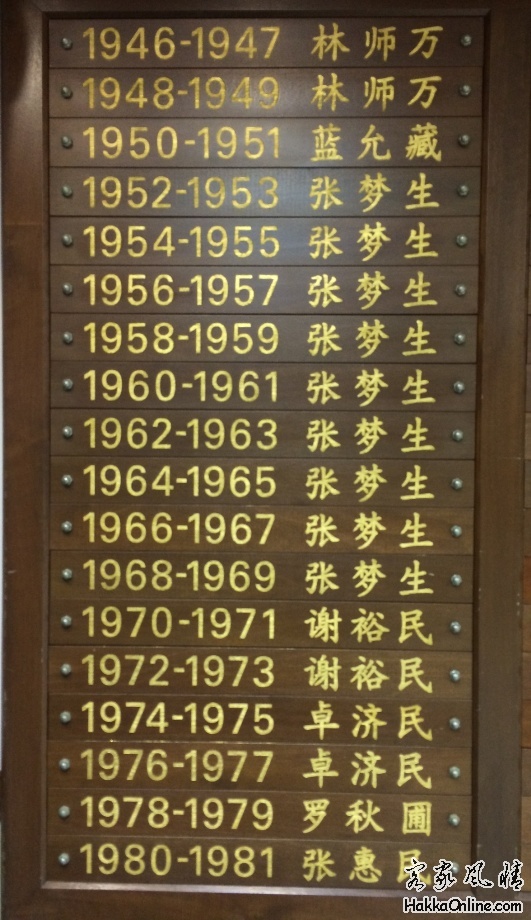 1946-1947 林师万
1948-1949 林师万
1950-1951 蓝允藏
1952-1953 张梦生
1954-1955 张梦生
1956-1957 张梦生
1958-1959 张梦生
1960-1961 张梦生
1962-1963 张梦生
1964-1965 张梦生
1966-1967 张梦生
1968-1969 张梦生
1970-1971 谢裕民
1972-1973 谢裕民
1974-1975 卓济民
1976-1977 卓济民
1978-1979 罗秋圃
1980-1981 张惠民
客家风情
HakkaOnline.com